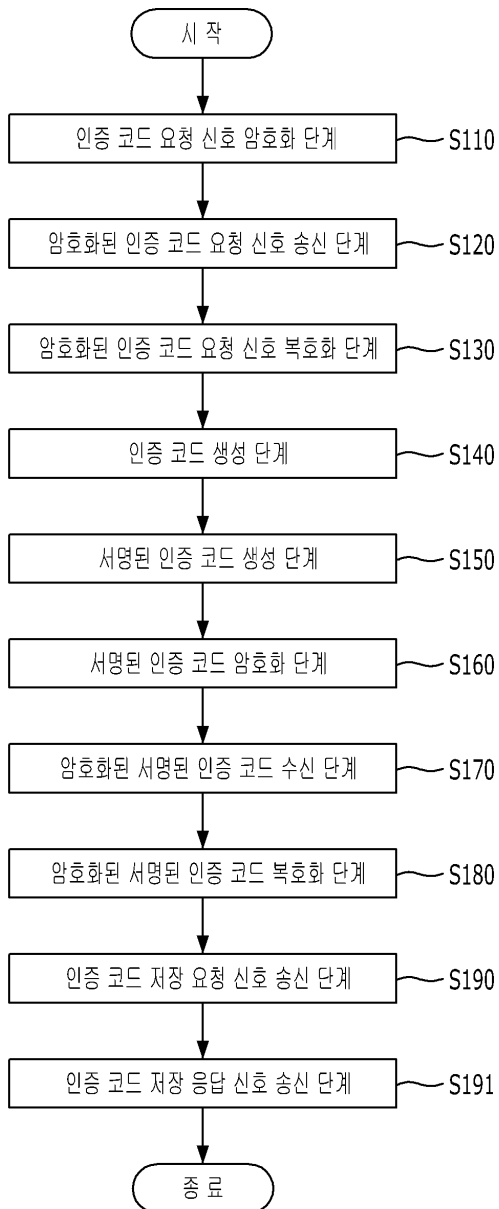 시 작
인증 코드 요청 신호 암호화 단계 S110
암호화된 인증 코드 요청 신호 송신 단계 S120
암호화된 인증 코드 요청 신호 복호화 단계 S130
인증 코드 생성 단계 S140
서명된 인증 코드 생성 단계 S150
서명된 인증 코드 암호화 단계 S160
암호화된 서명된 인증 코드 수신 단계 S170
암호화된 서명된 인증 코드 복호화 단계 S180
인증 코드 저장 요청 신호 송신 단계 S190
인증 코드 저장 응답 신호 송신 단계 S191
종 료